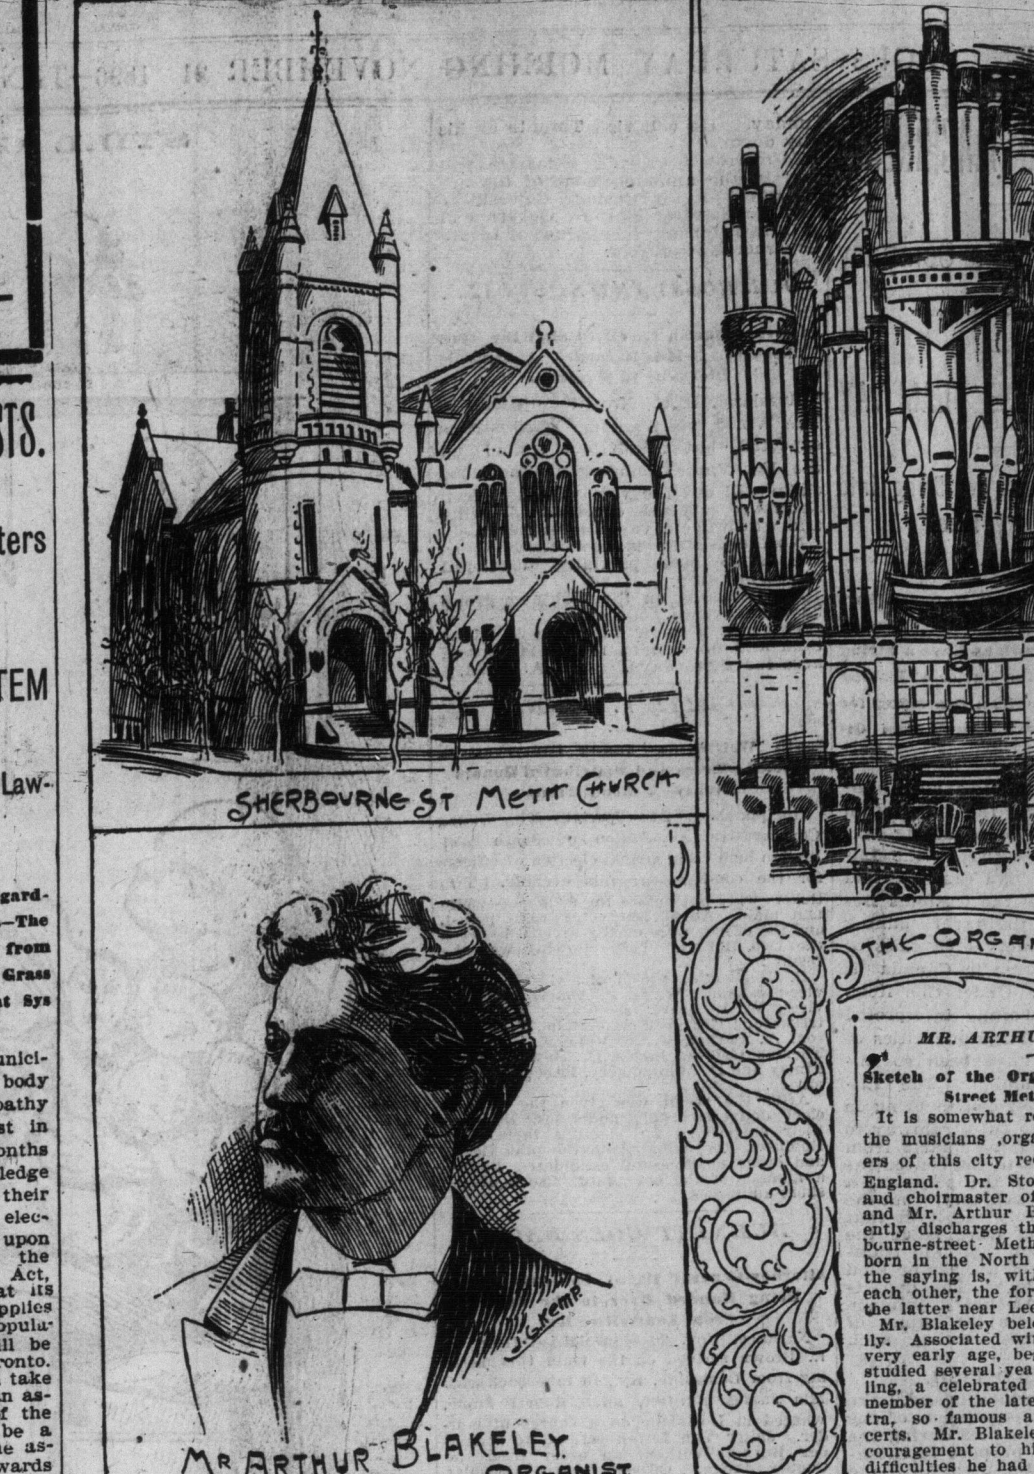 STS.
ters
TEM
Law-
gard-
—The
from
Grass
at Sys
unici-
body
pathy
st in
onths
ledge
their
elec-
upon
the
Act,
at its
pplies
opula-
ll be
ronto.
take
an as-
f the
be a
he as-
wards
SHERBOURNE ST METH CHURCH
J.G. Kemp.
MR ARTHUR BLAKELEY.
ORGANIST
THE ORGA
MR. ARTHU
Sketch of the Org
Street Met
It is somewhat r
the musicians ,orga
ers of this city re
England. Dr. Sto
and choirmaster of
and Mr. Arthur B
ently discharges th
bourne-street Meth
born in the North
the saying is, wit
each other, the for
the latter near Lee
Mr. Blakeley bel
ily. Associated wi
very early age, be
studied several yea
ling, a celebrated
member of the late
tra, so famous a
certs. Mr. Blakele
couragement to h
difficulties he had